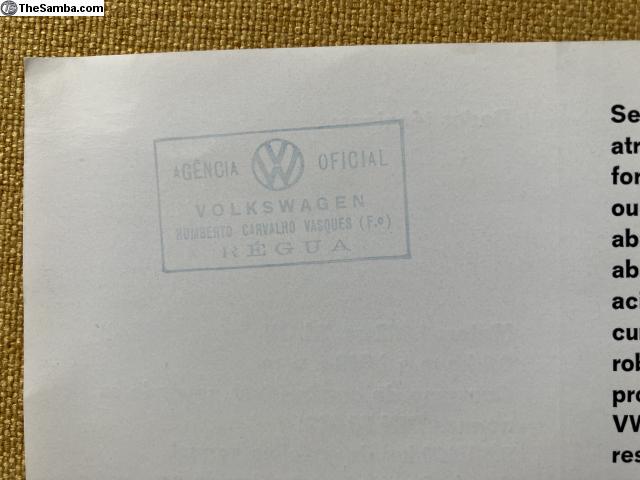 TheSamba.com
AGÊNCIA VW OFICIAL
VOLKSWAGEN
HUMBERTO CARVALHO VASQUES (F.º)
RÉGUA
Se
atr
for
ou
ab
ab
aci
cu
rob
pro
VW
res